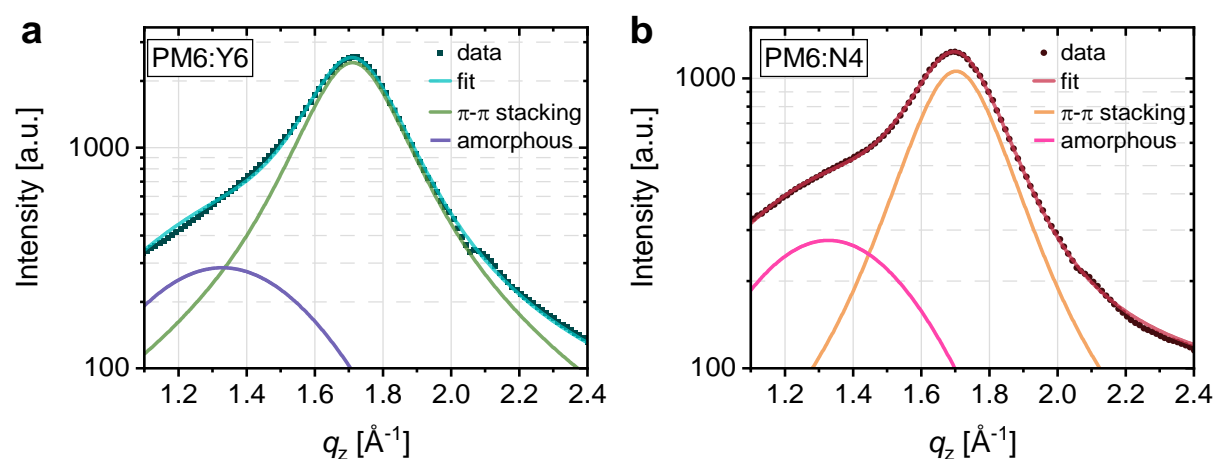 a
PM6:Y6
data
fit
π-π stacking
amorphous
1000
100
Intensity [a.u.]
1.2 1.4 1.6 1.8 2.0 2.2 2.4
q_z [Å⁻¹]
b
PM6:N4
data
fit
π-π stacking
amorphous
1000
100
Intensity [a.u.]
1.2 1.4 1.6 1.8 2.0 2.2 2.4
q_z [Å⁻¹]